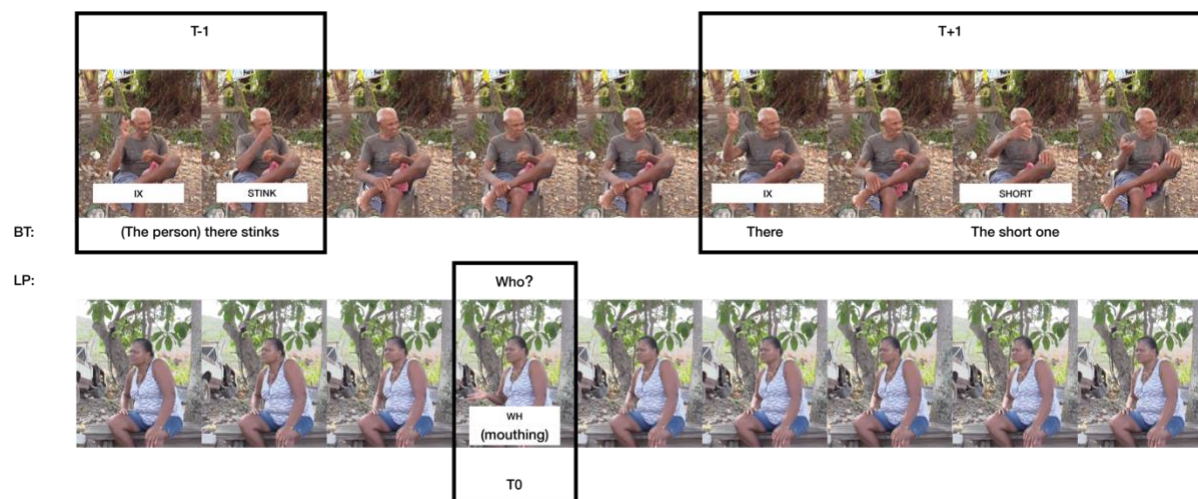 T-1
T+1
IX
STINK
IX
SHORT
BT:
(The person) there stinks
There
The short one
LP:
Who?
WH
(mouthing)
T0